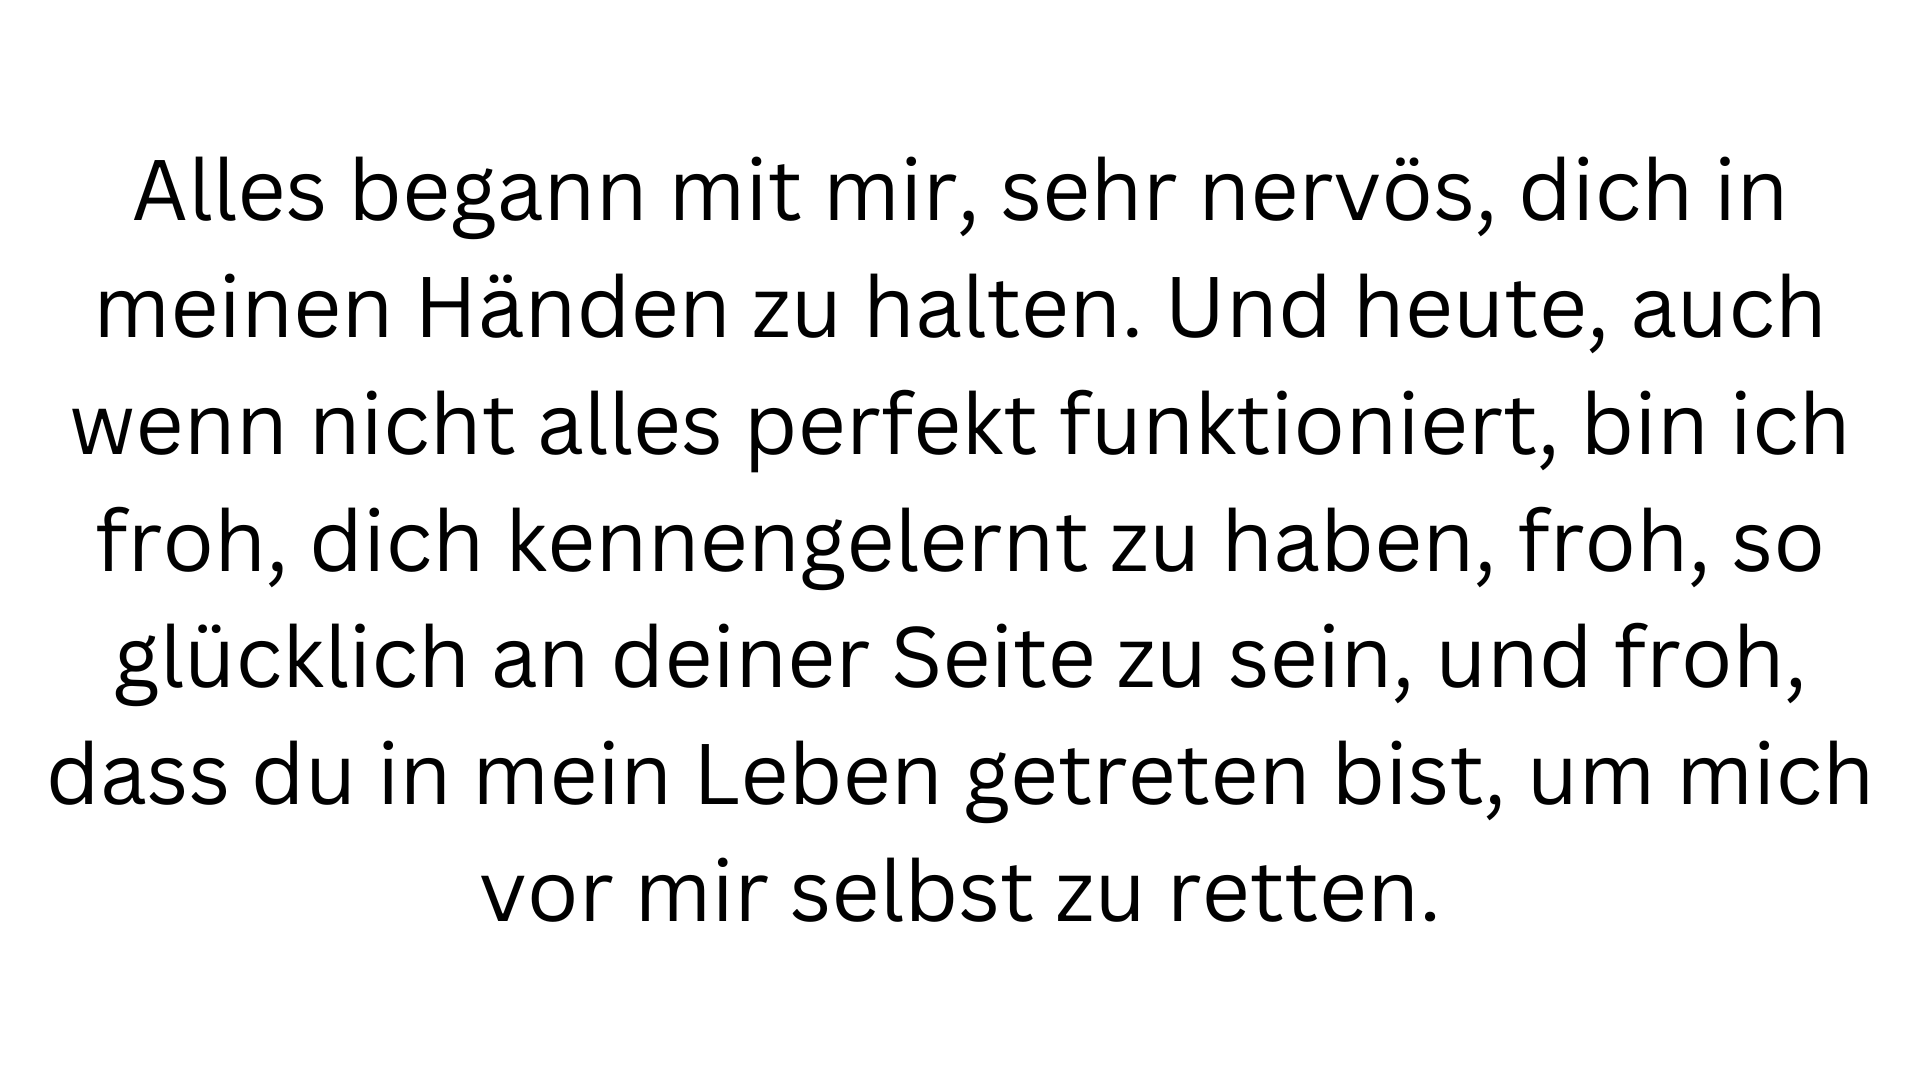 Alles begann mit mir, sehr nervös, dich in
meinen Händen zu halten. Und heute, auch
wenn nicht alles perfekt funktioniert, bin ich
froh, dich kennengelernt zu haben, froh, so
glücklich an deiner Seite zu sein, und froh,
dass du in mein Leben getreten bist, um mich
vor mir selbst zu retten.